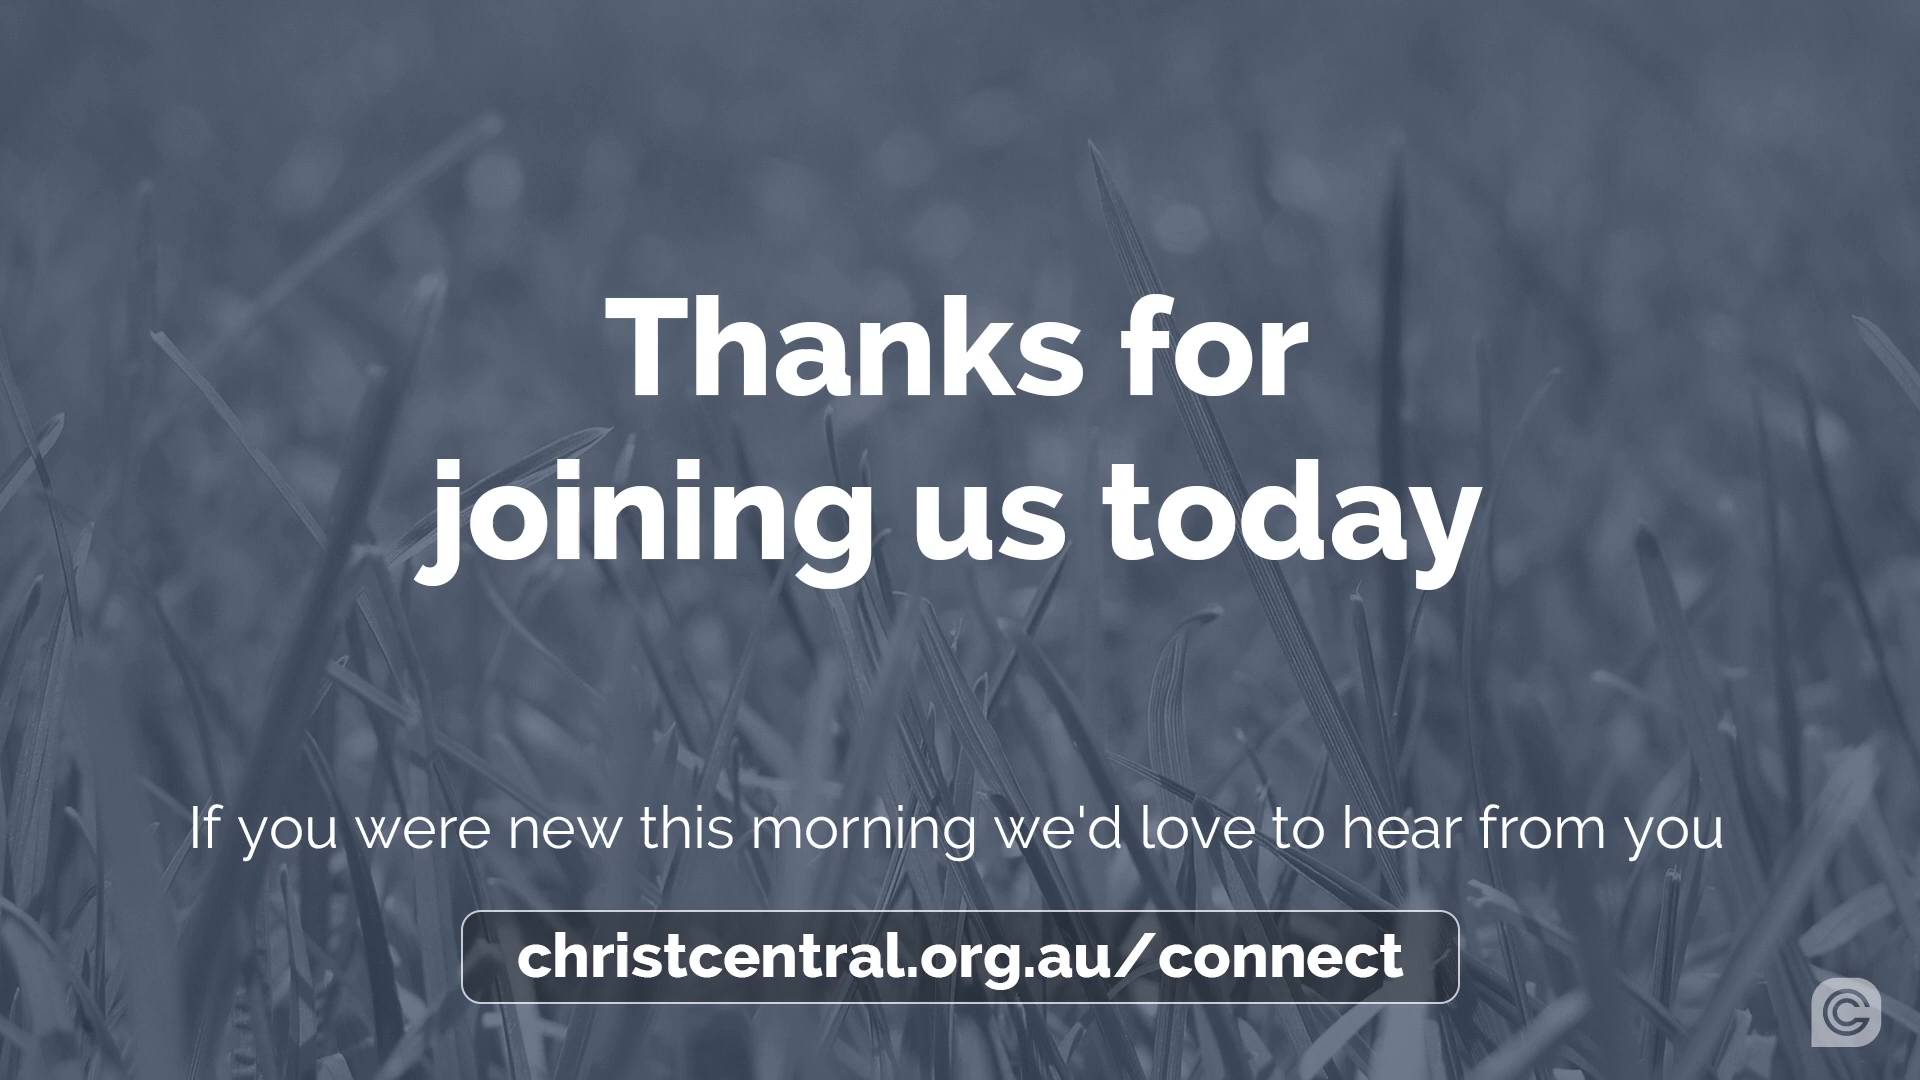 Thanks for
joining us today
If you were new this morning we'd love to hear from you
christcentral.org.au/connect